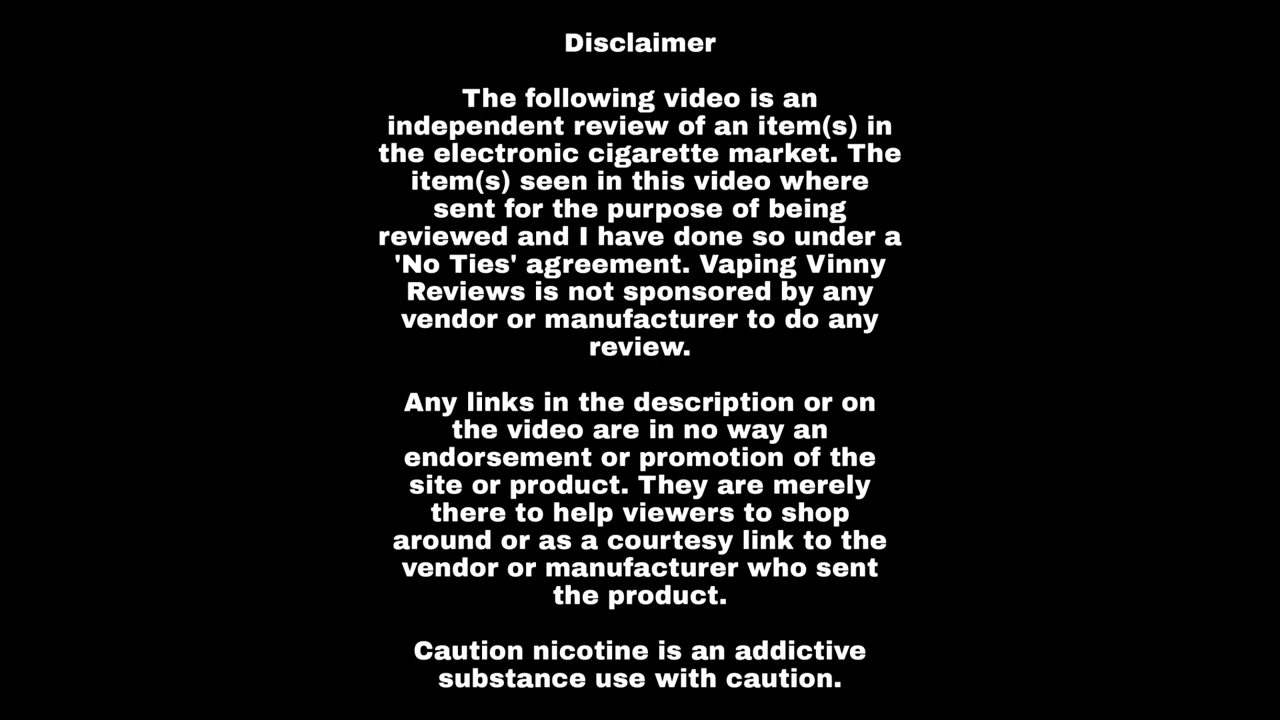 Disclaimer
The following video is an
independent review of an item(s) in
the electronic cigarette market. The
item(s) seen in this video where
sent for the purpose of being
reviewed and I have done so under a
'No Ties' agreement. Vaping Vinny
Reviews is not sponsored by any
vendor or manufacturer to do any
review.
Any links in the description or on
the video are in no way an
endorsement or promotion of the
site or product. They are merely
there to help viewers to shop
around or as a courtesy link to the
vendor or manufacturer who sent
the product.
Caution nicotine is an addictive
substance use with caution.